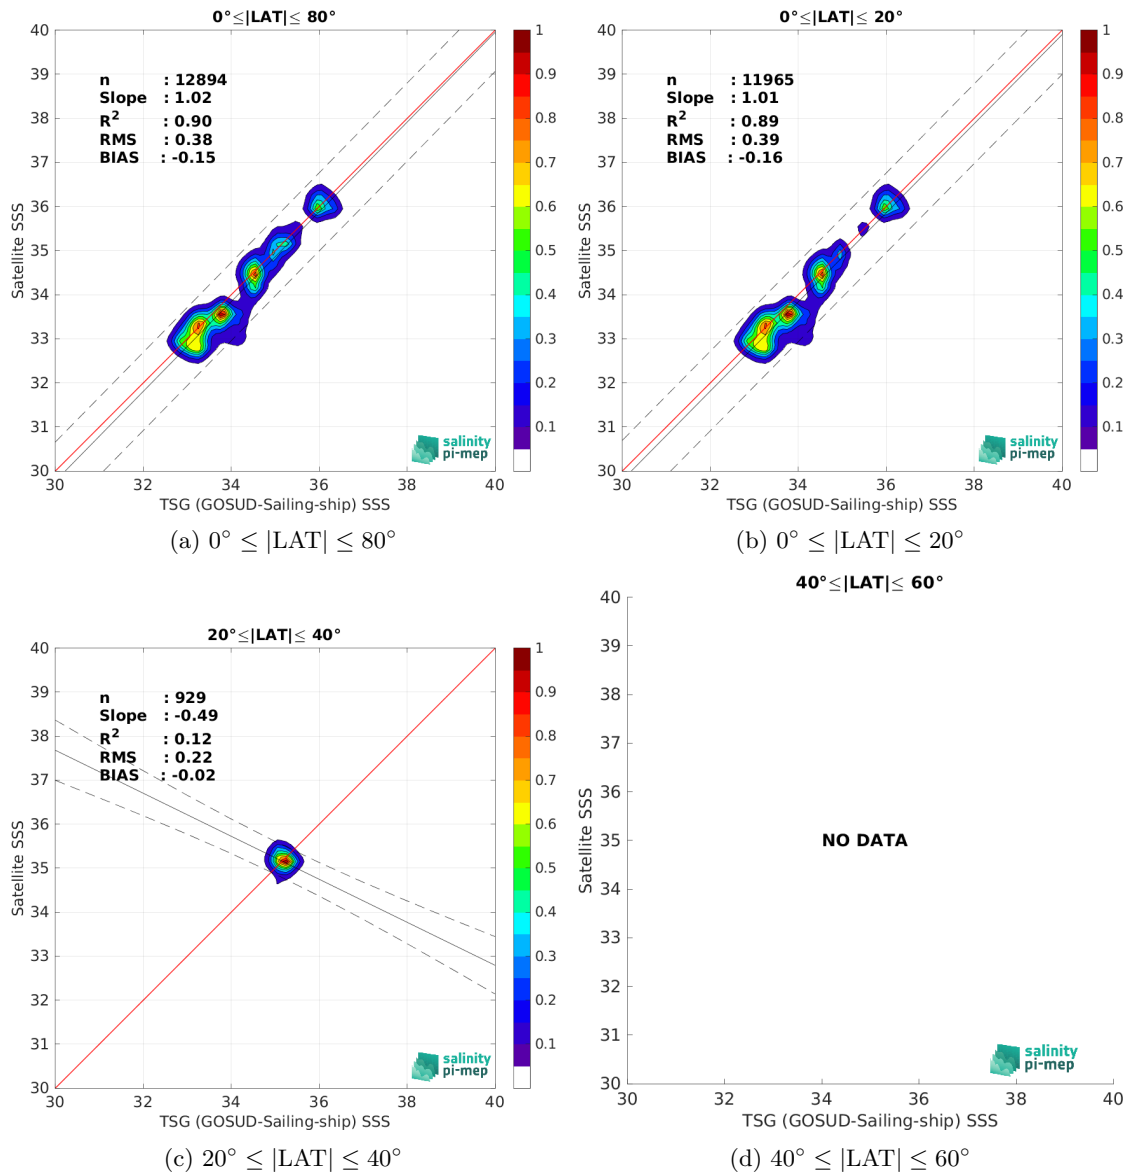 0°≤|LAT|≤ 80°
40
39
38
37
36
35
34
33
32
31
30
Satellite SSS
n : 12894
Slope : 1.02
R2 : 0.90
RMS : 0.38
BIAS : -0.15
salinity
pi-mep
30 32 34 36 38 40
TSG (GOSUD-Sailing-ship) SSS
1
0.9
0.8
0.7
0.6
0.5
0.4
0.3
0.2
0.1
(a) 0° ≤ |LAT| ≤ 80°
0°≤|LAT|≤ 20°
40
39
38
37
36
35
34
33
32
31
30
Satellite SSS
n : 11965
Slope : 1.01
R2 : 0.89
RMS : 0.39
BIAS : -0.16
salinity
pi-mep
30 32 34 36 38 40
TSG (GOSUD-Sailing-ship) SSS
1
0.9
0.8
0.7
0.6
0.5
0.4
0.3
0.2
0.1
(b) 0° ≤ |LAT| ≤ 20°
20°≤|LAT|≤ 40°
40
39
38
37
36
35
34
33
32
31
30
Satellite SSS
n : 929
Slope : -0.49
R2 : 0.12
RMS : 0.22
BIAS : -0.02
salinity
pi-mep
30 32 34 36 38 40
TSG (GOSUD-Sailing-ship) SSS
1
0.9
0.8
0.7
0.6
0.5
0.4
0.3
0.2
0.1
(c) 20° ≤ |LAT| ≤ 40°
40°≤|LAT|≤ 60°
40
39
38
37
36
35
34
33
32
31
30
Satellite SSS
NO DATA
salinity
pi-mep
30 32 34 36 38 40
TSG (GOSUD-Sailing-ship) SSS
(d) 40° ≤ |LAT| ≤ 60°